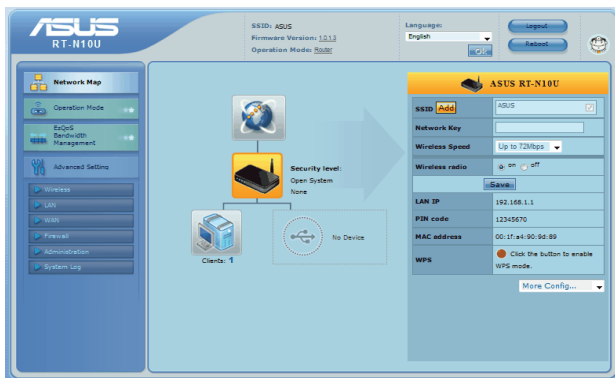 ASUS
RT-N10U
SSID: ASUS
Firmware Version: 1.0.1.3
Operation Mode: Router
Language:
English
OK
Logout
Reboot
Network Map
Operation Mode
EzQoS
Bandwidth
Management
Advanced Setting
Wireless
LAN
WAN
Firewall
Administration
System Log
Security level:
Open System
None
Clients: 1
No Device
ASUS RT-N10U
SSID Add ASUS
Network Key
Wireless Speed Up to 72Mbps
Wireless radio on off
Save
LAN IP 192.168.1.1
PIN code 12345670
MAC address 00:1f:a4:90:9d:89
WPS Click the button to enable
WPS mode.
More Config...